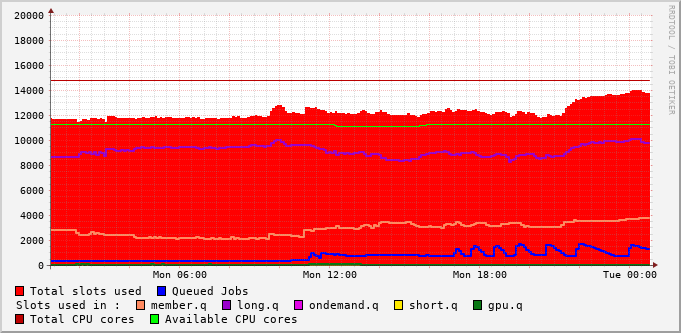 20000
18000
16000
14000
12000
10000
8000
6000
4000
2000
0
Mon 06:00 Mon 12:00 Mon 18:00 Tue 00:00
Total slots used Queued Jobs
Slots used in : member.q long.q ondemand.q short.q gpu.q
Total CPU cores Available CPU cores
RRDTOOL / TOBI OETIKER